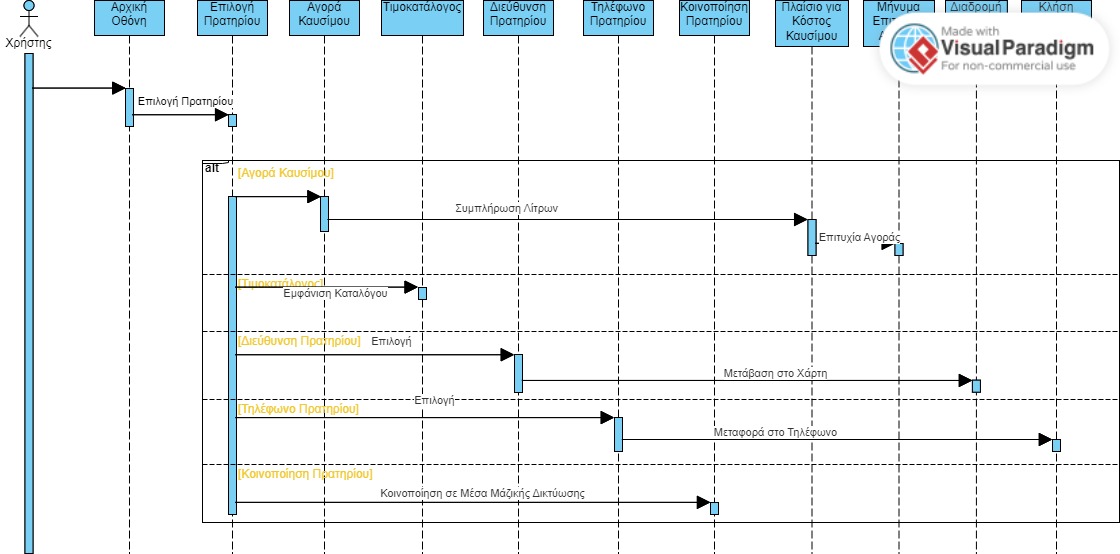 Χρήστης
Αρχική
Οθόνη
Επιλογή
Πρατηρίου
Αγορά
Καυσίμου
Τιμοκατάλογος
Διεύθυνση
Πρατηρίου
Τηλέφωνο
Πρατηρίου
Κοινοποίηση
Πρατηρίου
Πλαίσιο για
Κόστος
Καυσίμου
Μήνυμα
Διαδρομή
Κλήση
Made with
Visual Paradigm
For non-commercial use
Επιλογή Πρατηρίου
alt
[Αγορά Καυσίμου]
Συμπλήρωση Λίτρων
Επιτυχία Αγοράς
[Τιμοκατάλογος]
Εμφάνιση Καταλόγου
[Διεύθυνση Πρατηρίου]
Επιλογή
Μετάβαση στο Χάρτη
[Τηλέφωνο Πρατηρίου]
Επιλογή
Μεταφορά στο Τηλέφωνο
[Κοινοποίηση Πρατηρίου]
Κοινοποίηση σε Μέσα Μάζικής Δικτύωσης